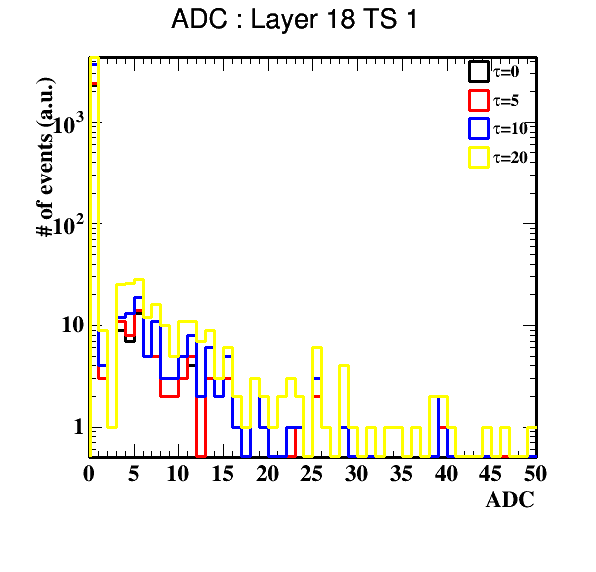 ADC : Layer 18 TS 1
# of events (a.u.)
10³
10²
10
1
τ=0
τ=5
τ=10
τ=20
0 5 10 15 20 25 30 35 40 45 50
ADC